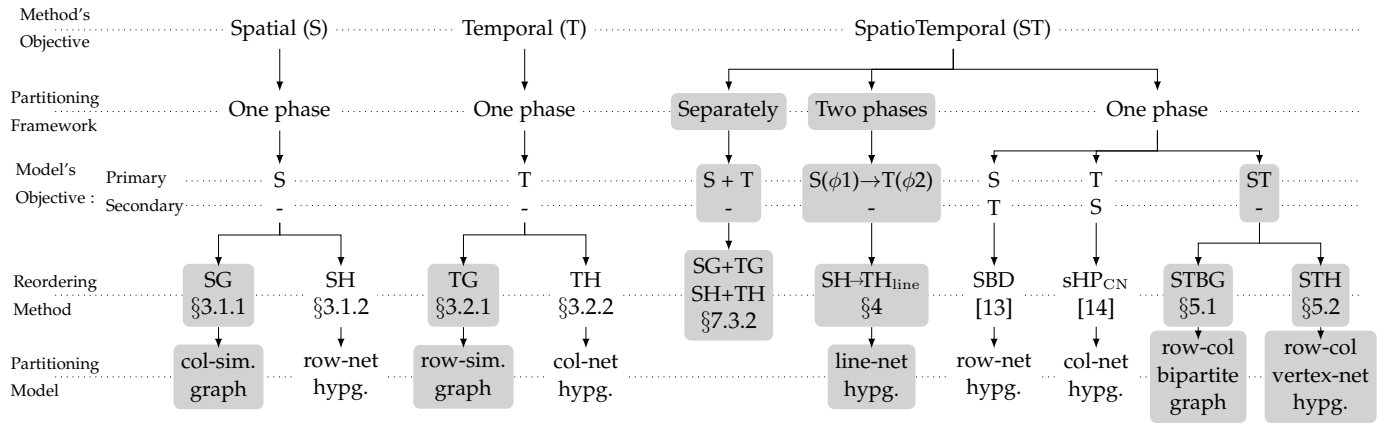 Method's
Objective
Spatial (S)
Temporal (T)
SpatioTemporal (ST)
Partitioning
Framework
One phase
One phase
Separately
Two phases
One phase
Model's
Objective :
Primary
Secondary
S
-
T
-
S + T
-
S(ϕ1)→T(ϕ2)
-
S
T
T
S
ST
-
Reordering
Method
SG
§3.1.1
SH
§3.1.2
TG
§3.2.1
TH
§3.2.2
SG+TG
SH+TH
§7.3.2
SH→TH_line
§4
SBD
[13]
sHP_CN
[14]
STBG
§5.1
STH
§5.2
Partitioning
Model
col-sim.
graph
row-net
hypg.
row-sim.
graph
col-net
hypg.
line-net
hypg.
row-net
hypg.
col-net
hypg.
row-col
bipartite
graph
row-col
vertex-net
hypg.